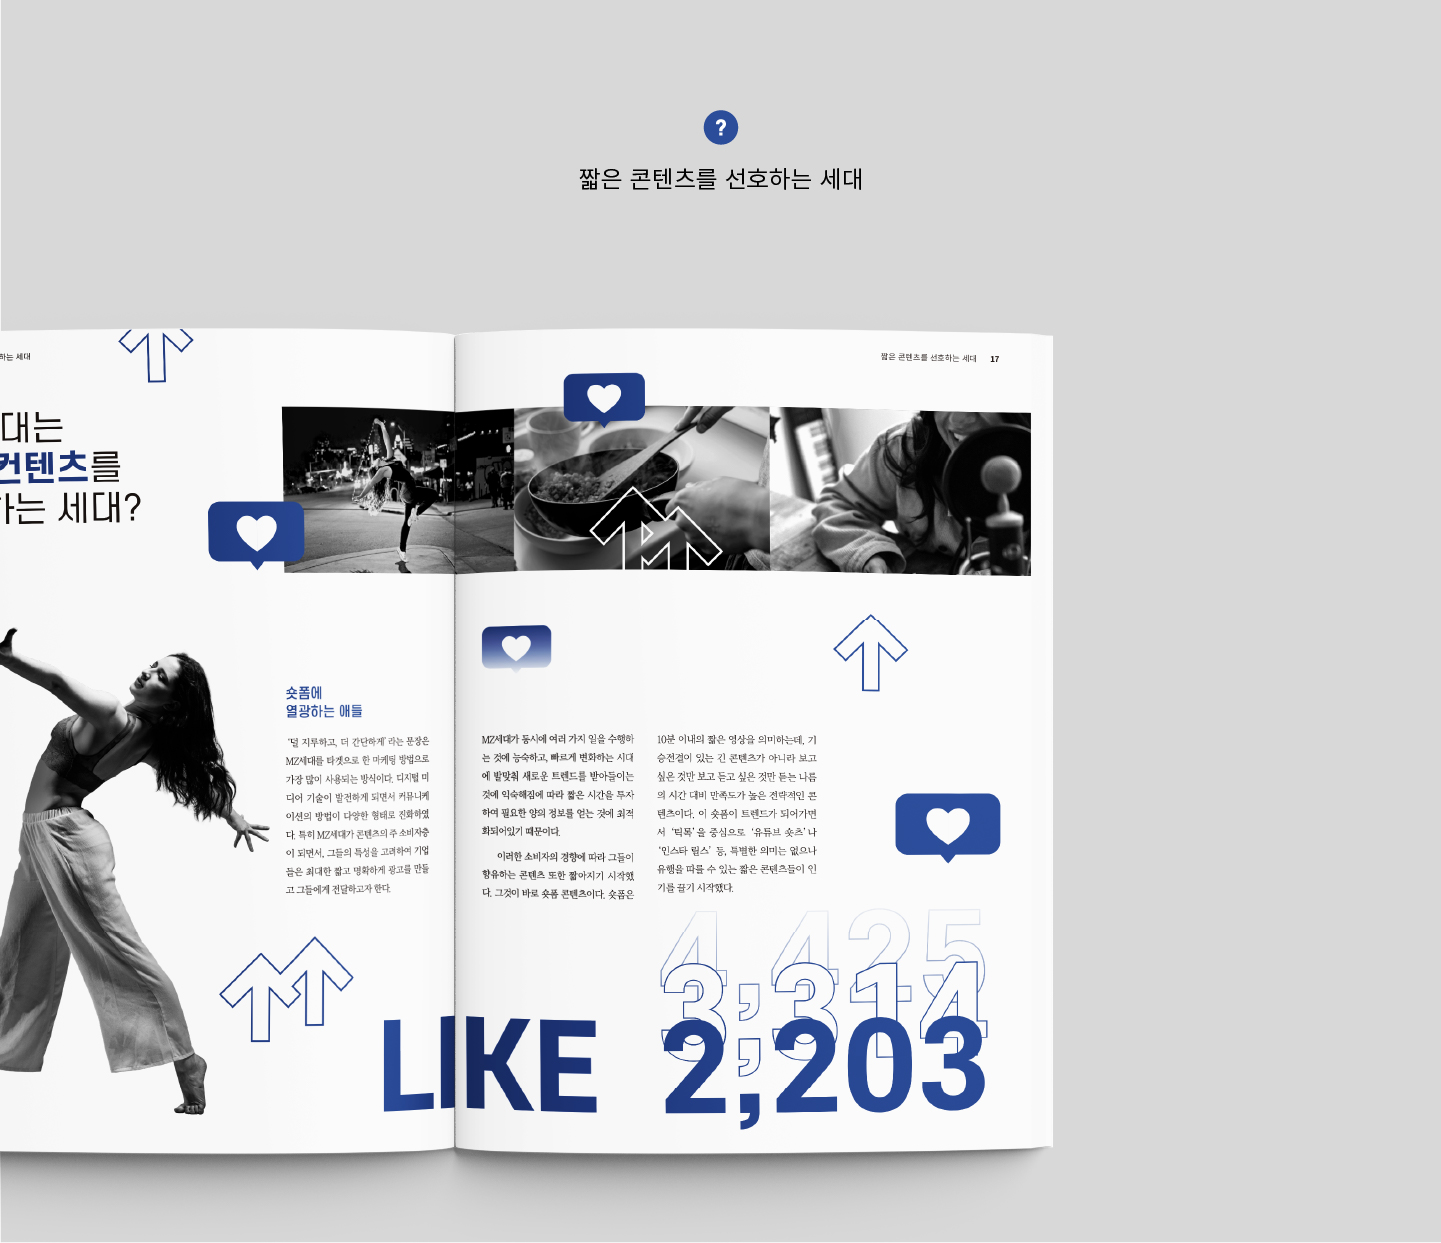 ?
짧은 콘텐츠를 선호하는 세대
하는 세대
짧은 콘텐츠를 선호하는 세대 17
대는
컨텐츠를
하는 세대?
숏폼에
열광하는 애들
'덜 지루하고, 더 간단하게' 라는 문장은
MZ세대를 타겟으로 한 마케팅 방법으로
가장 많이 사용되는 방식이다. 디지털 미
디어 기술이 발전하게 되면서 커뮤니케
이션의 방법이 다양한 형태로 진화하였
다. 특히 MZ세대가 콘텐츠의 주 소비자층
이 되면서, 그들의 특성을 고려하여 기업
들은 최대한 짧고 명확하게 광고를 만들
고 그들에게 전달하고자 한다.
MZ세대가 동시에 여러 가지 일을 수행하
는 것에 능숙하고, 빠르게 변화하는 시대
에 발맞춰 새로운 트렌드를 받아들이는
것에 익숙해짐에 따라 짧은 시간을 투자
하여 필요한 양의 정보를 얻는 것에 최적
화되어있기 때문이다.
이러한 소비자의 경향에 따라 그들이
향유하는 콘텐츠 또한 짧아지기 시작했
다. 그것이 바로 숏폼 콘텐츠이다. 숏폼은
10분 이내의 짧은 영상을 의미하는데, 기
승전결이 있는 긴 콘텐츠가 아니라 보고
싶은 것만 보고 듣고 싶은 것만 듣는 나름
의 시간 대비 만족도가 높은 전략적인 콘
텐츠이다. 이 숏폼이 트렌드가 되어가면
서 '틱톡' 을 중심으로 '유튜브 숏츠' 나
'인스타 릴스' 등, 특별한 의미는 없으나
유행을 따를 수 있는 짧은 콘텐츠들이 인
기를 끌기 시작했다.
4,425
3,314
LIKE 2,203